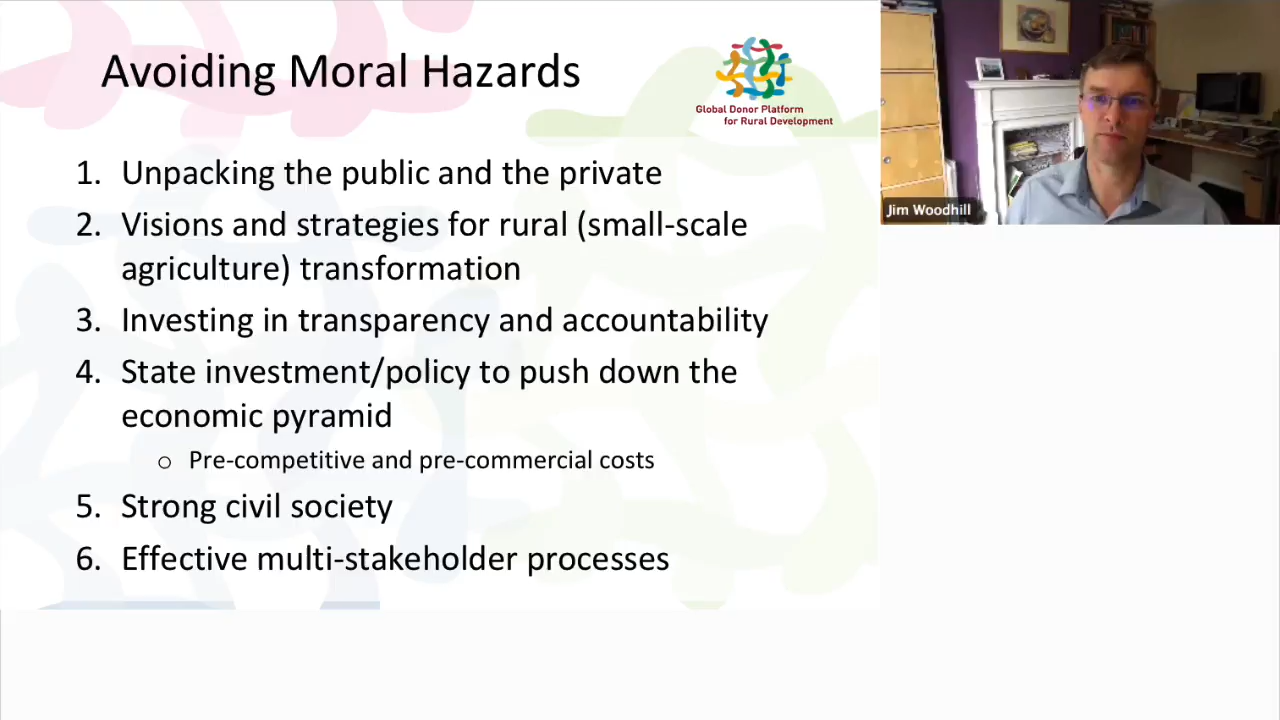 Avoiding Moral Hazards
Global Donor Platform
for Rural Development
1. Unpacking the public and the private
2. Visions and strategies for rural (small-scale
agriculture) transformation
3. Investing in transparency and accountability
4. State investment/policy to push down the
economic pyramid
o Pre-competitive and pre-commercial costs
5. Strong civil society
6. Effective multi-stakeholder processes
Jim Woodhill